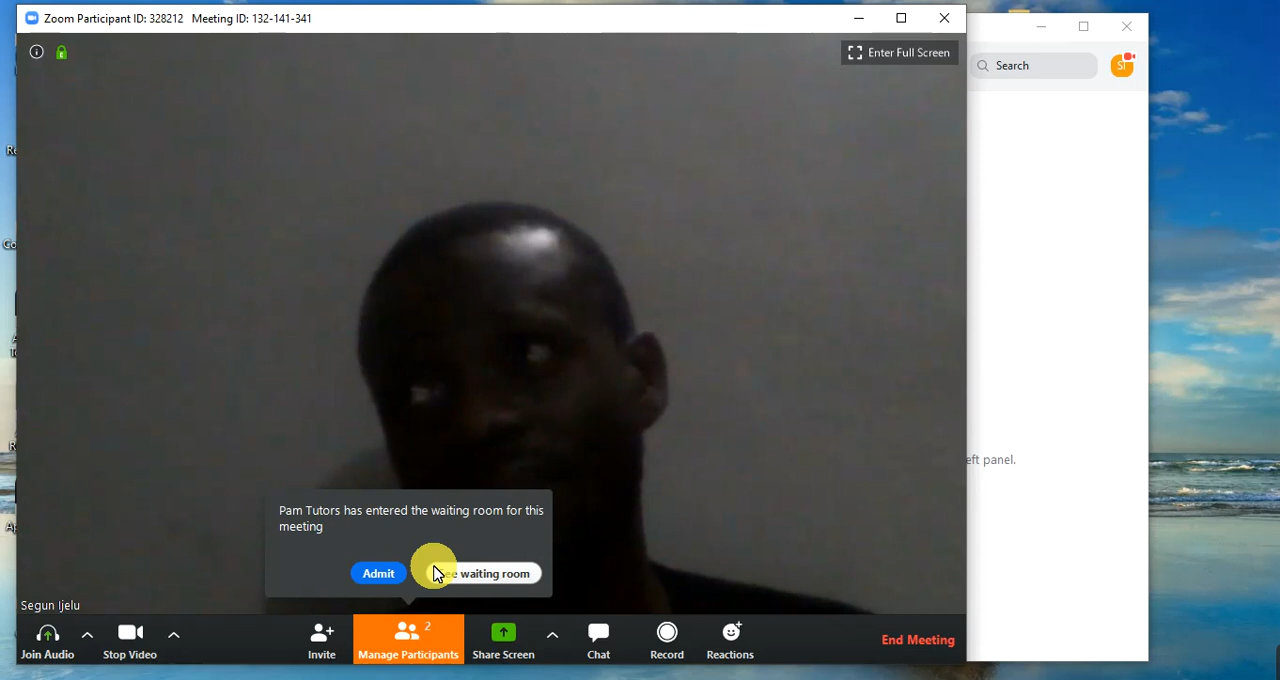 Zoom Participant ID: 328212 Meeting ID: 132-141-341
Enter Full Screen
Search
eft panel.
Pam Tutors has entered the waiting room for this
meeting
Admit
waiting room
Segun Ijelu
Join Audio
Stop Video
Invite
2
Manage Participants
Share Screen
Chat
Record
Reactions
End Meeting